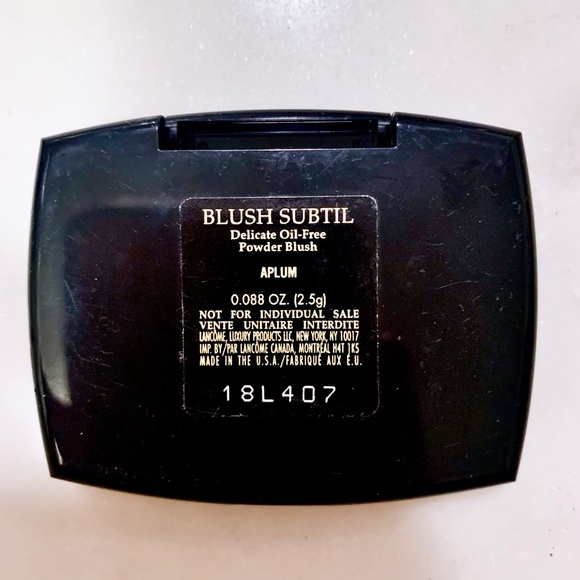 BLUSH SUBTIL
Delicate Oil-Free
Powder Blush
APLUM
0.088 OZ. (2.5g)
NOT FOR INDIVIDUAL SALE
VENTE UNITAIRE INTERDITE
LANCÔME, LUXURY PRODUCTS LLC, NEW YORK, NY 10017
IMP. BY/PAR LANCÔME CANADA, MONTRÉAL H4T 1K5
MADE IN THE U.S.A./FABRIQUÉ AUX É.U.
18L407